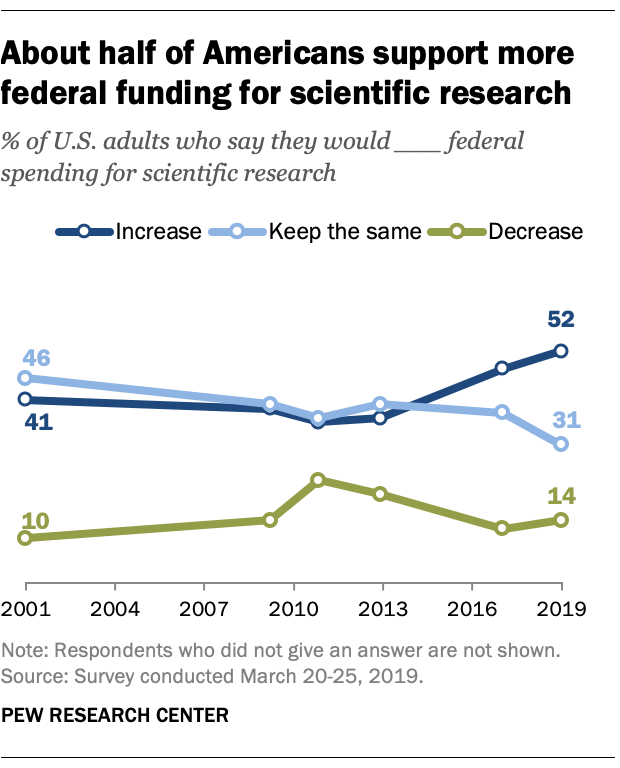 About half of Americans support more
federal funding for scientific research
% of U.S. adults who say they would ___ federal
spending for scientific research
Increase Keep the same Decrease
52
46
41
31
10
14
2001 2004 2007 2010 2013 2016 2019
Note: Respondents who did not give an answer are not shown.
Source: Survey conducted March 20-25, 2019.
PEW RESEARCH CENTER